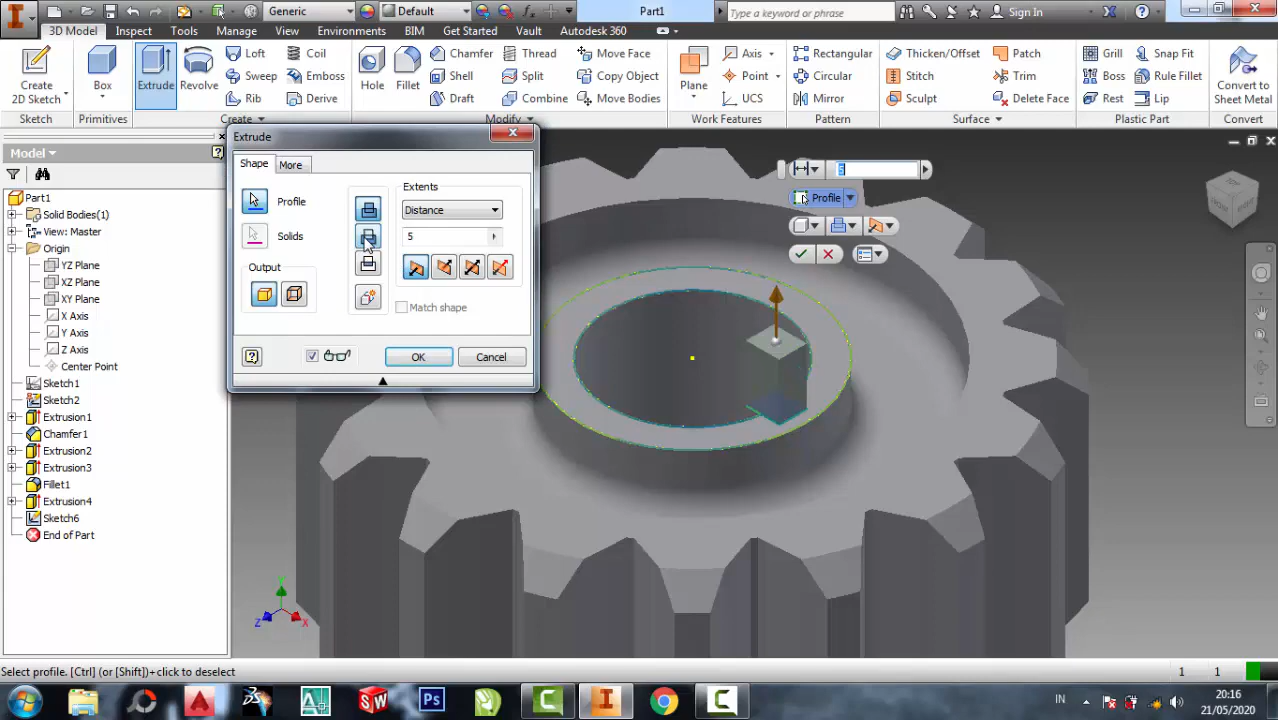 Generic
Default
Part1
Type a keyword or phrase
Sign In
3D Model Inspect Tools Manage View Environments BIM Get Started Vault Autodesk 360
Create
2D Sketch
Box
Extrude
Revolve
Loft
Sweep
Rib
Coil
Emboss
Derive
Hole
Fillet
Chamfer
Shell
Draft
Thread
Split
Combine
Move Face
Copy Object
Move Bodies
Plane
Axis
Point
UCS
Rectangular
Circular
Mirror
Thicken/Offset
Stitch
Sculpt
Patch
Trim
Delete Face
Grill
Boss
Rest
Snap Fit
Rule Fillet
Lip
Convert to
Sheet Metal
Sketch Primitives Create Modify Work Features Pattern Surface Plastic Part Convert
Model
Part1
Solid Bodies(1)
View: Master
Origin
YZ Plane
XZ Plane
XY Plane
X Axis
Y Axis
Z Axis
Center Point
Sketch1
Sketch2
Extrusion1
Chamfer1
Extrusion2
Extrusion3
Fillet1
Extrusion4
Sketch6
End of Part
Extrude
Shape More
Profile
Solids
Output
Extents
Distance
5
Match shape
OK Cancel
5
Profile
Y
Z X
Select profile. [Ctrl] (or [Shift])+click to deselect
1 1
IN
20:16
21/05/2020